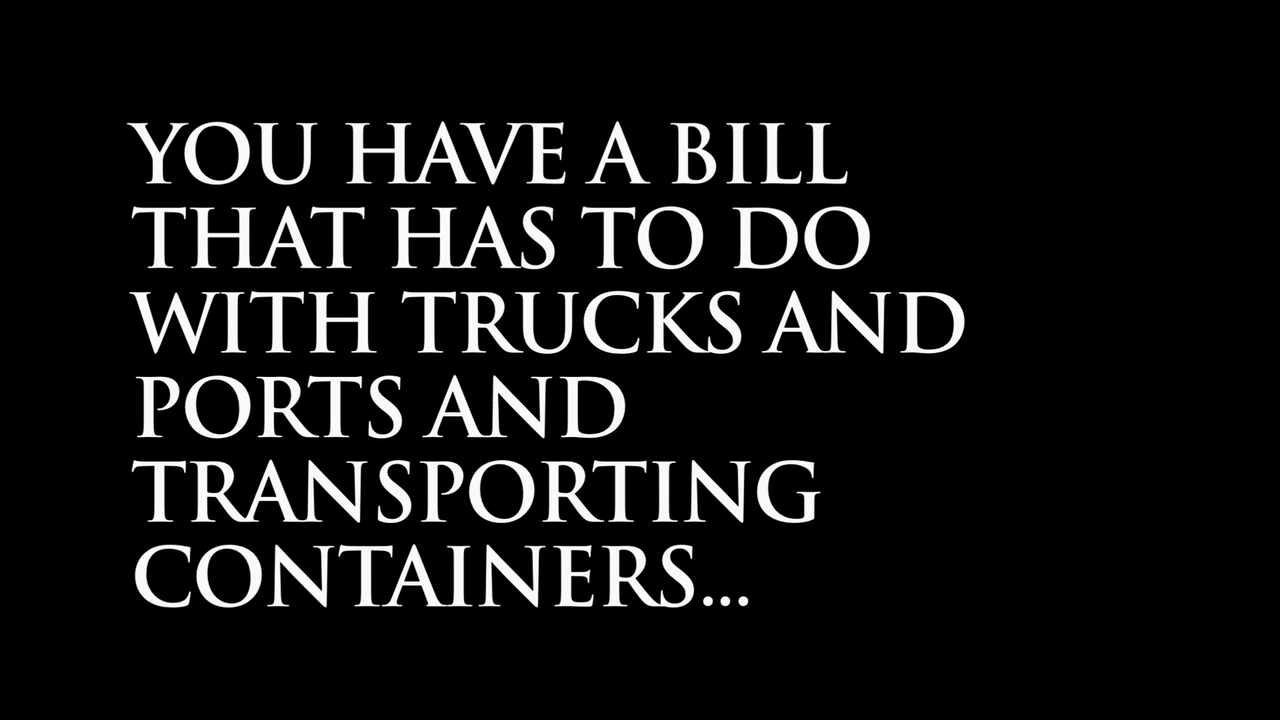 YOU HAVE A BILL
THAT HAS TO DO
WITH TRUCKS AND
PORTS AND
TRANSPORTING
CONTAINERS...